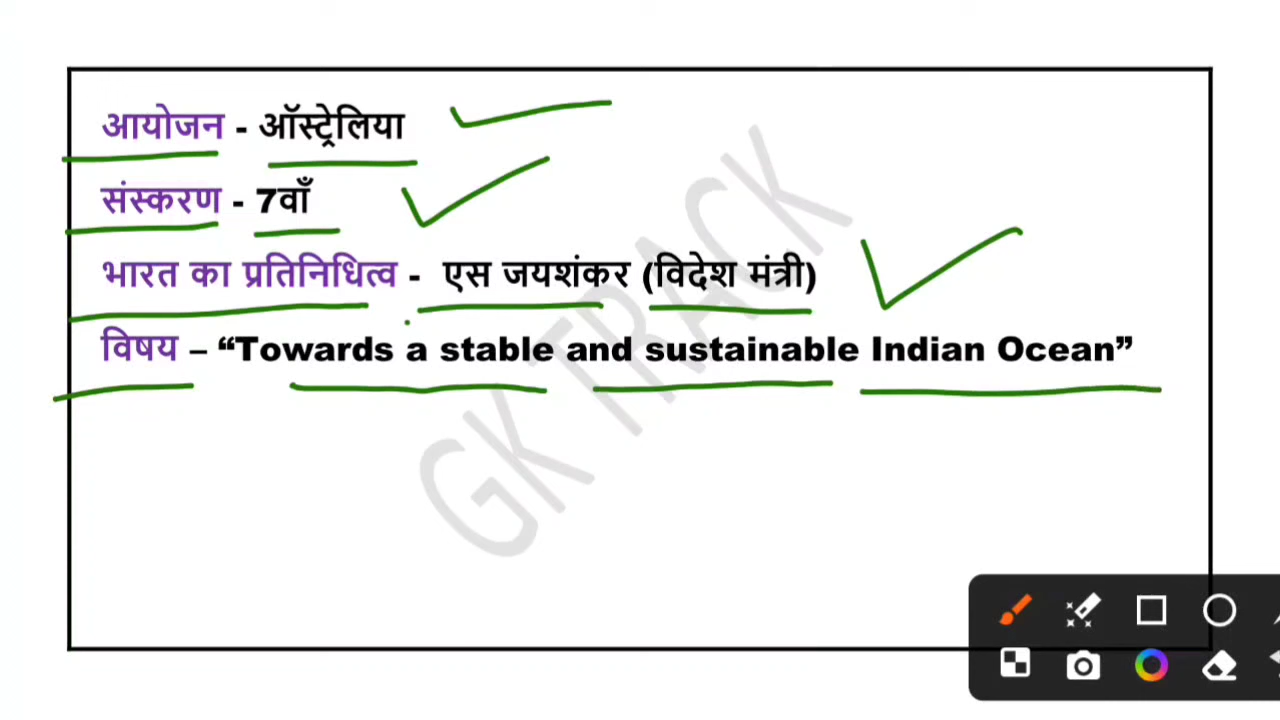 आयोजन - ऑस्ट्रेलिया
संस्करण - 7वाँ
भारत का प्रतिनिधित्व - एस जयशंकर (विदेश मंत्री)
विषय – “Towards a stable and sustainable Indian Ocean”
GK TRACK